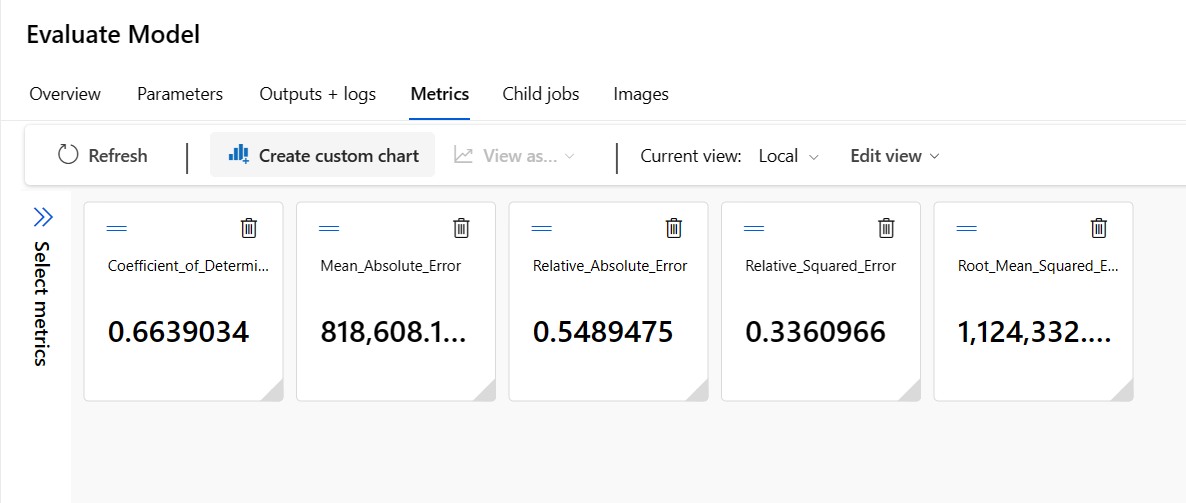 Evaluate Model
Overview Parameters Outputs + logs Metrics Child jobs Images
Refresh Create custom chart View as... Current view: Local Edit view
Select metrics
Coefficient_of_Determi... Mean_Absolute_Error Relative_Absolute_Error Relative_Squared_Error Root_Mean_Squared_E...
0.6639034 818,608.1... 0.5489475 0.3360966 1,124,332....